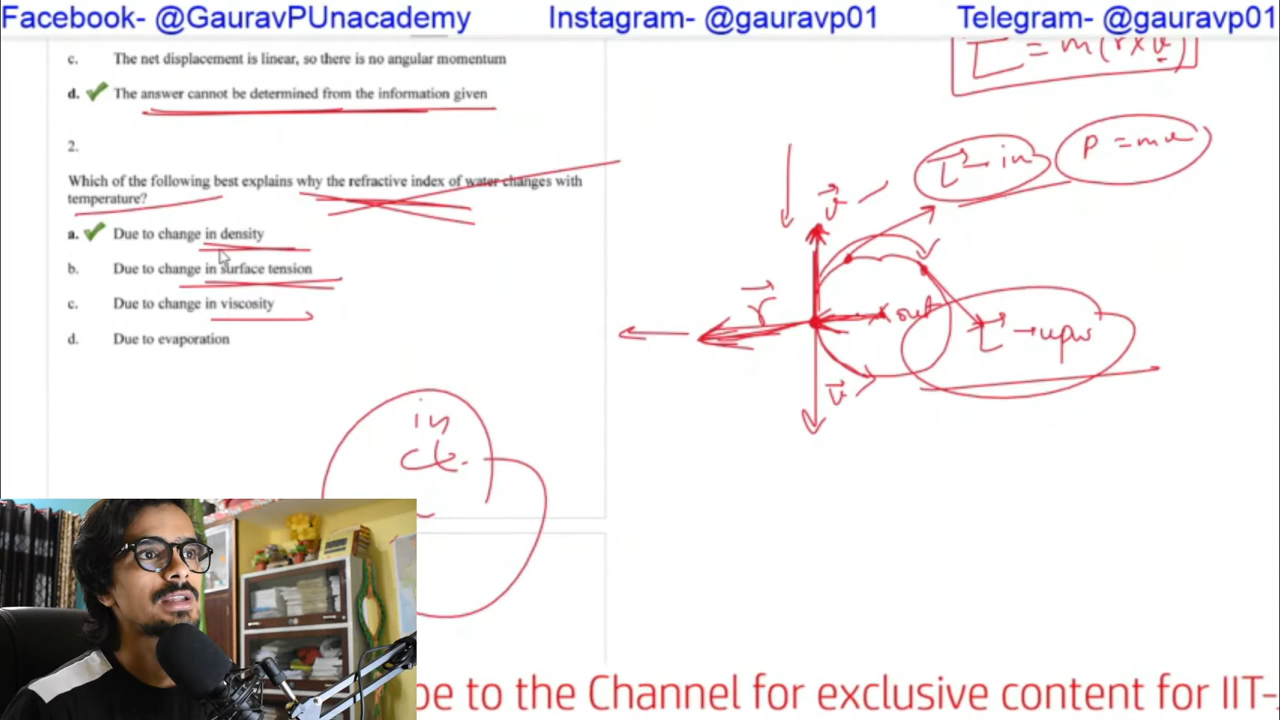 Facebook- @GauravPUnacademy Instagram- @gauravp01 Telegram- @gauravp01
c. The net displacement is linear, so there is no angular momentum
d. The answer cannot be determined from the information given
2.
Which of the following best explains why the refractive index of water changes with
temperature?
a. Due to change in density
b. Due to change in surface tension
c. Due to change in viscosity
d. Due to evaporation
= m(r×v)
P = mv
in
v
r
out
v
in
be to the Channel for exclusive content for IIT-